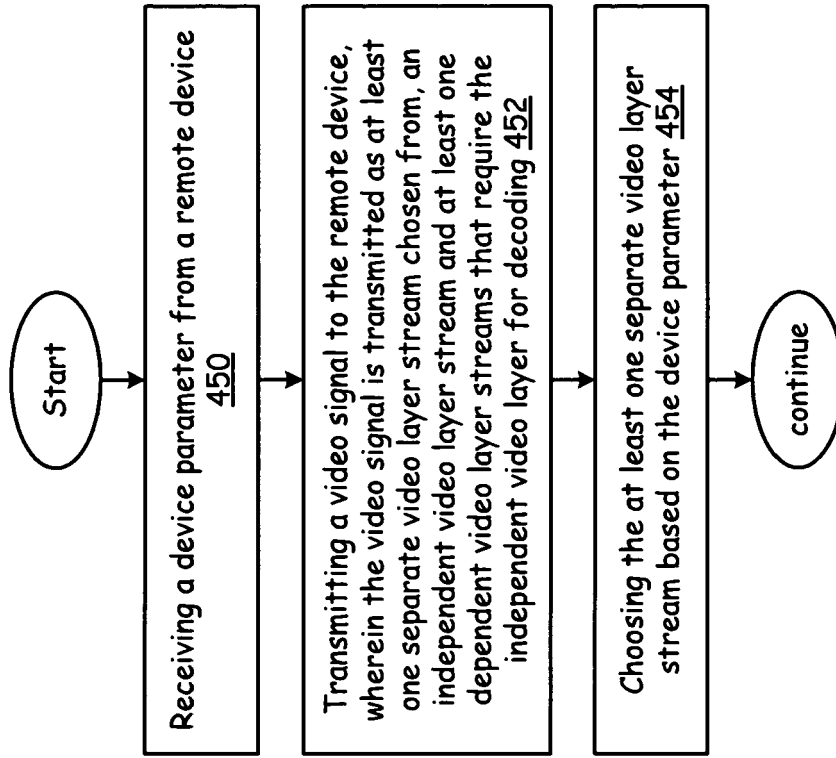 Start
Receiving a device parameter from a remote device
450
Transmitting a video signal to the remote device,
wherein the video signal is transmitted as at least
one separate video layer stream chosen from, an
independent video layer stream and at least one
dependent video layer streams that require the
independent video layer for decoding 452
Choosing the at least one separate video layer
stream based on the device parameter 454
continue